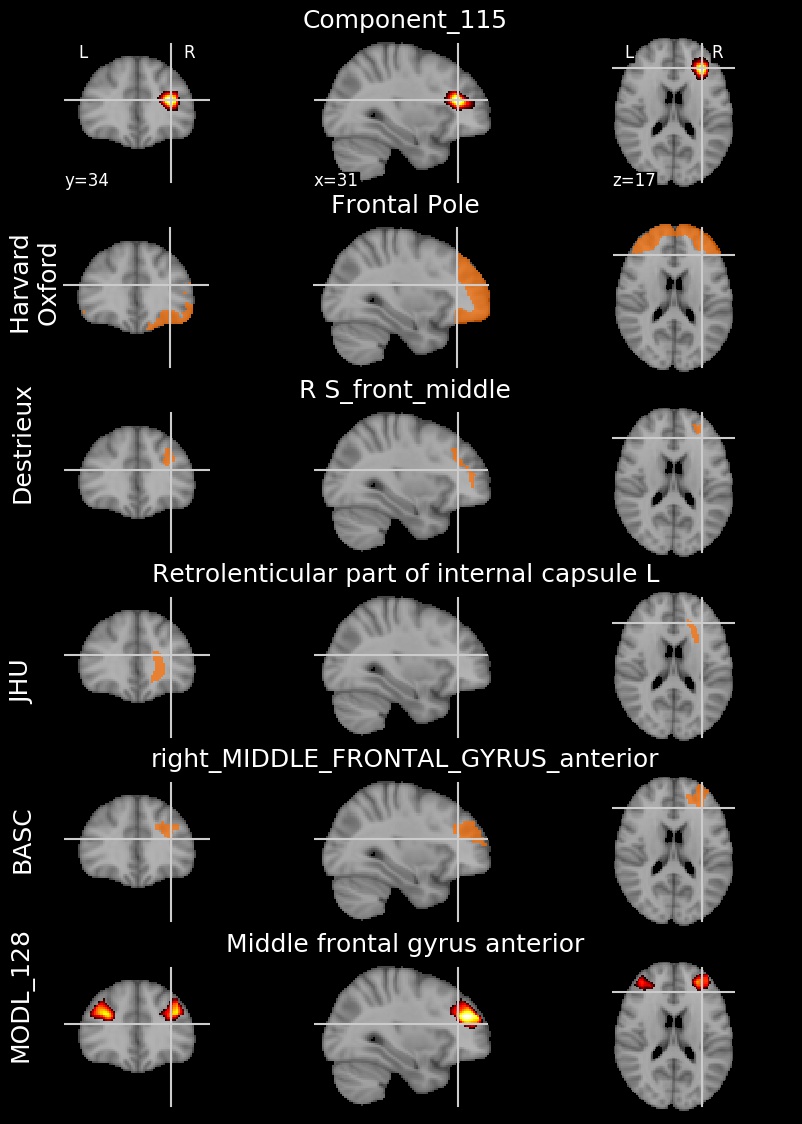 Component_115
L
R
L
R
y=34
x=31
z=17
Frontal Pole
Harvard
Oxford
R S_front_middle
Destrieux
Retrolenticular part of internal capsule L
JHU
right_MIDDLE_FRONTAL_GYRUS_anterior
BASC
Middle frontal gyrus anterior
MODL_128